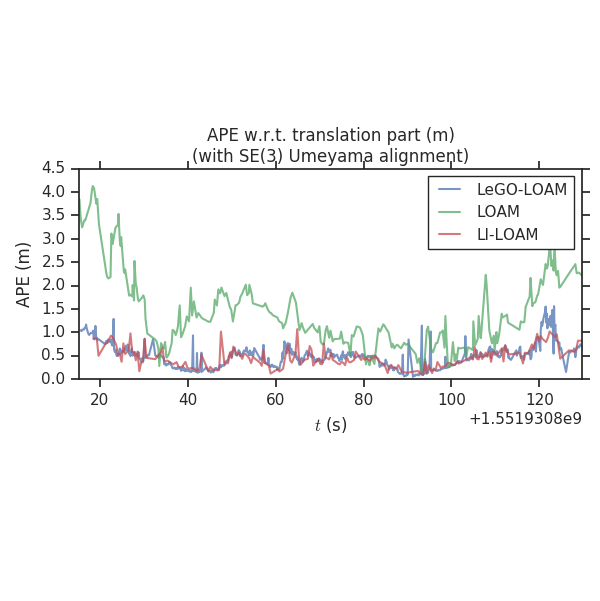 APE w.r.t. translation part (m)
(with SE(3) Umeyama alignment)
4.5
4.0
3.5
3.0
2.5
2.0
1.5
1.0
0.5
0.0
APE (m)
LeGO-LOAM
LOAM
LI-LOAM
20
40
60
80
100
120
+1.5519308e9
t (s)